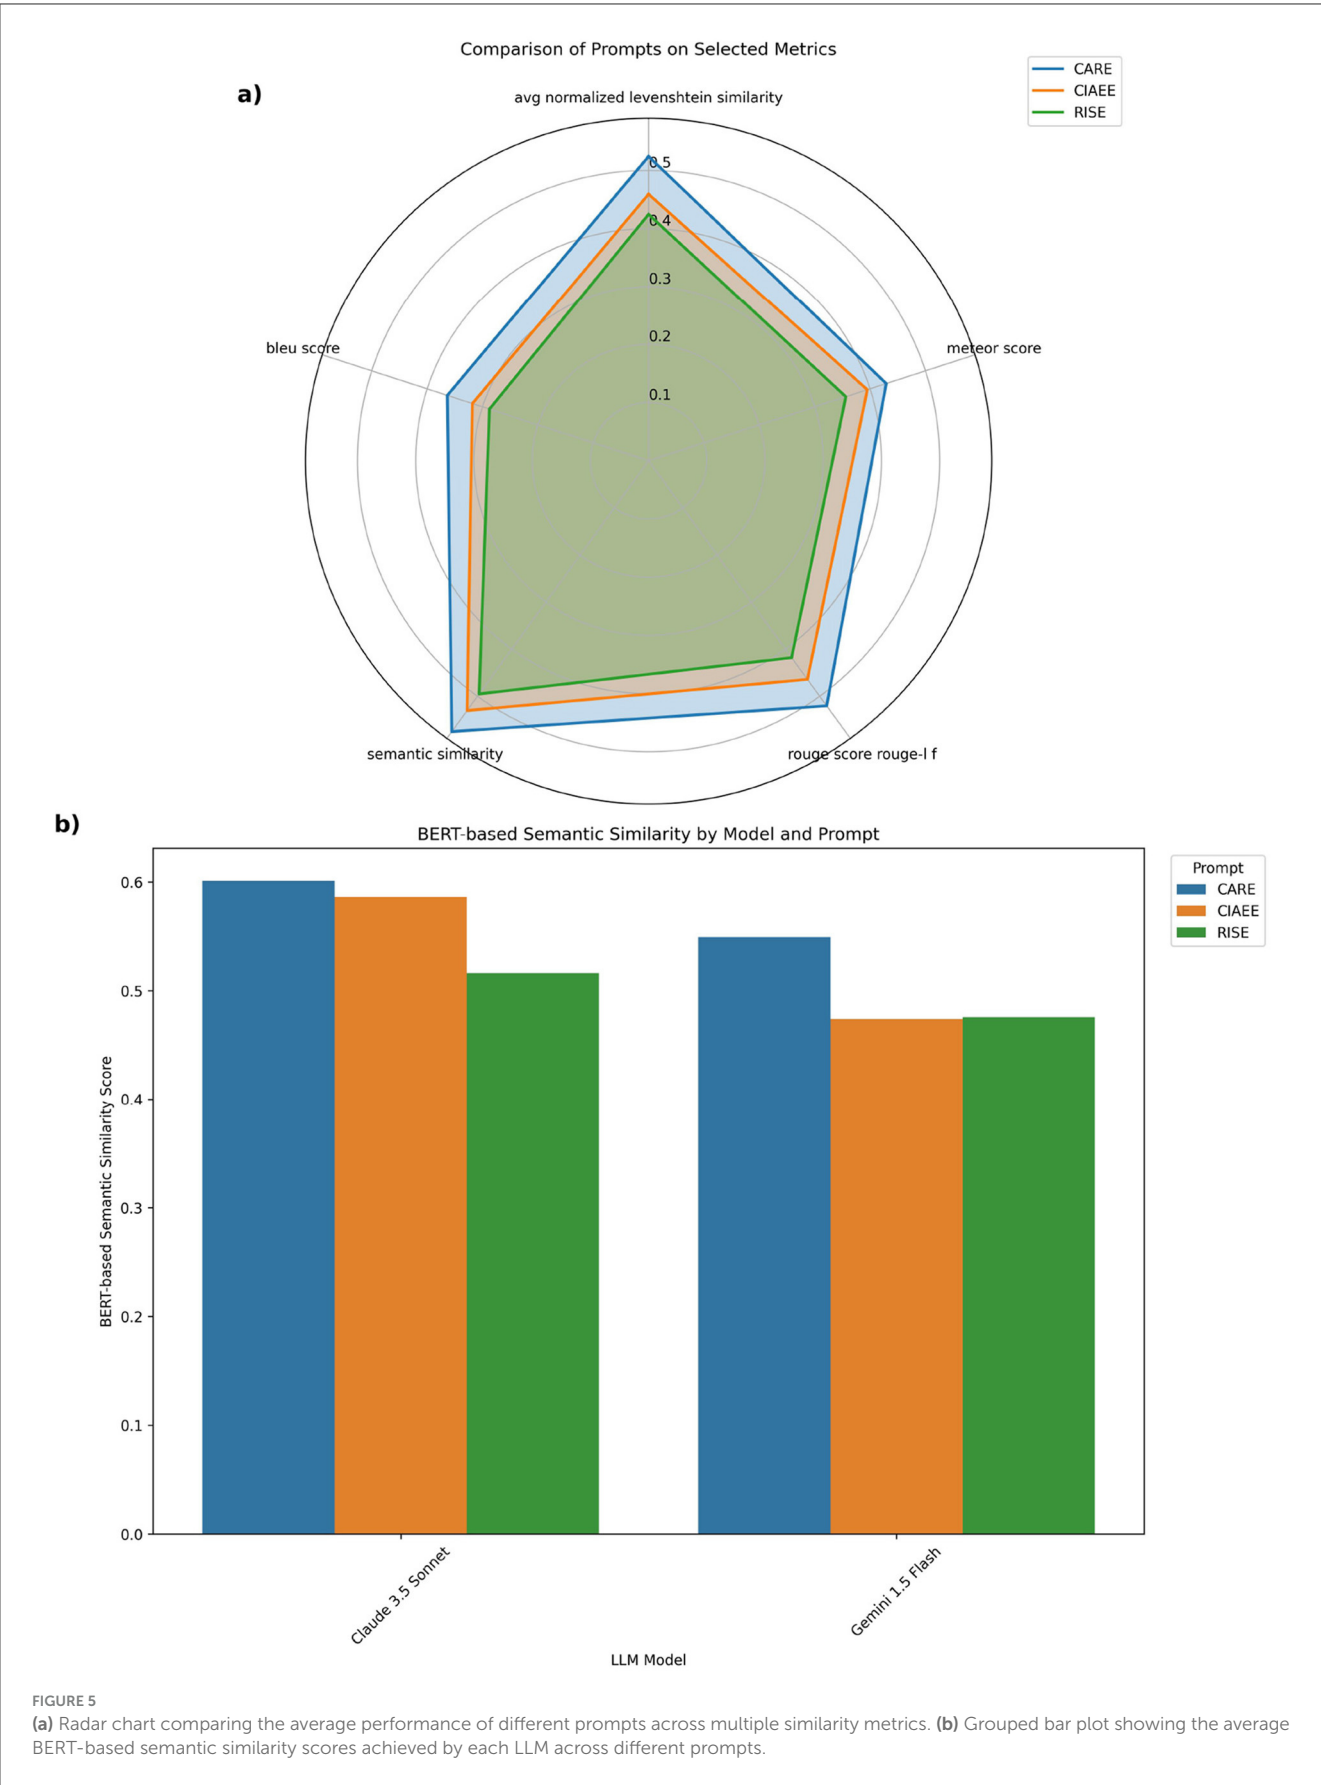 Comparison of Prompts on Selected Metrics
a)
CARE
CIAEE
RISE
avg normalized levenshtein similarity
0.5
0.4
0.3
0.2
0.1
bleu score
meteor score
semantic similarity
rouge score rouge-l f
b)
BERT-based Semantic Similarity by Model and Prompt
Prompt
CARE
CIAEE
RISE
BERT-based Semantic Similarity Score
0.6
0.5
0.4
0.3
0.2
0.1
0.0
Claude 3.5 Sonnet
Gemini 1.5 Flash
LLM Model
FIGURE 5
(a) Radar chart comparing the average performance of different prompts across multiple similarity metrics. (b) Grouped bar plot showing the average
BERT-based semantic similarity scores achieved by each LLM across different prompts.